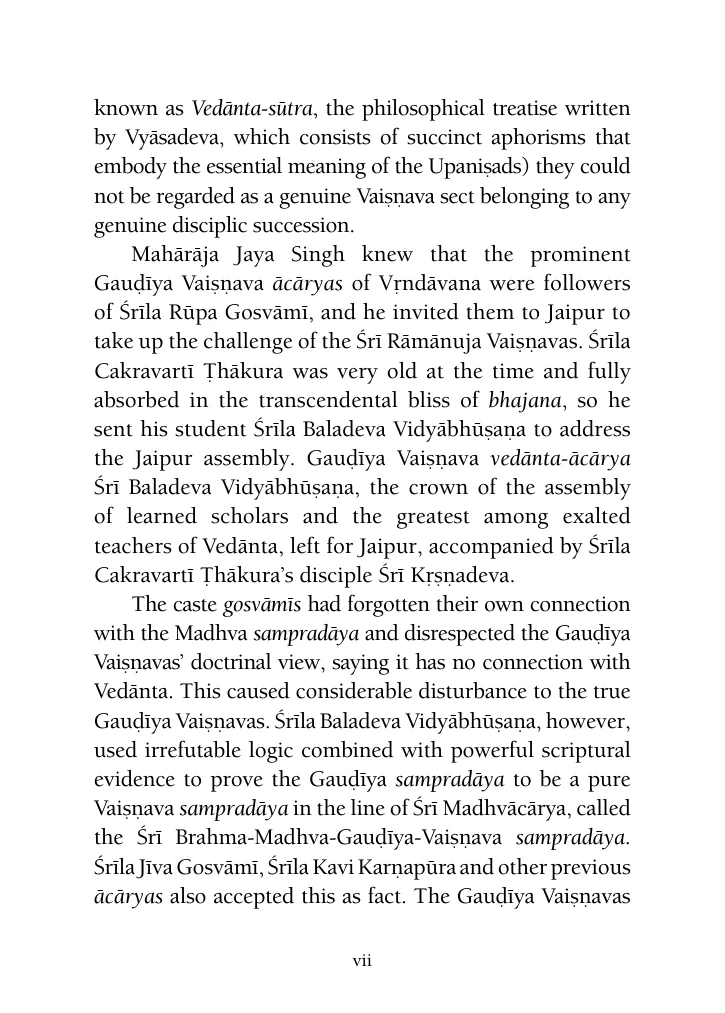 known as Vedānta-sūtra, the philosophical treatise written
by Vyāsadeva, which consists of succinct aphorisms that
embody the essential meaning of the Upaniṣads) they could
not be regarded as a genuine Vaiṣṇava sect belonging to any
genuine disciplic succession.
Mahārāja Jaya Singh knew that the prominent
Gauḍīya Vaiṣṇava ācāryas of Vṛndāvana were followers
of Śrīla Rūpa Gosvāmī, and he invited them to Jaipur to
take up the challenge of the Śrī Rāmānuja Vaiṣṇavas. Śrīla
Cakravartī Ṭhākura was very old at the time and fully
absorbed in the transcendental bliss of bhajana, so he
sent his student Śrīla Baladeva Vidyābhūṣaṇa to address
the Jaipur assembly. Gauḍīya Vaiṣṇava vedānta-ācārya
Śrī Baladeva Vidyābhūṣaṇa, the crown of the assembly
of learned scholars and the greatest among exalted
teachers of Vedānta, left for Jaipur, accompanied by Śrīla
Cakravartī Ṭhākura’s disciple Śrī Kṛṣṇadeva.
The caste gosvāmīs had forgotten their own connection
with the Madhva sampradāya and disrespected the Gauḍīya
Vaiṣṇavas’ doctrinal view, saying it has no connection with
Vedānta. This caused considerable disturbance to the true
Gauḍīya Vaiṣṇavas. Śrīla Baladeva Vidyābhūṣaṇa, however,
used irrefutable logic combined with powerful scriptural
evidence to prove the Gauḍīya sampradāya to be a pure
Vaiṣṇava sampradāya in the line of Śrī Madhvācārya, called
the Śrī Brahma-Madhva-Gauḍīya-Vaiṣṇava sampradāya.
Śrīla Jīva Gosvāmī, Śrīla Kavi Karṇapūra and other previous
ācāryas also accepted this as fact. The Gauḍīya Vaiṣṇavas
vii